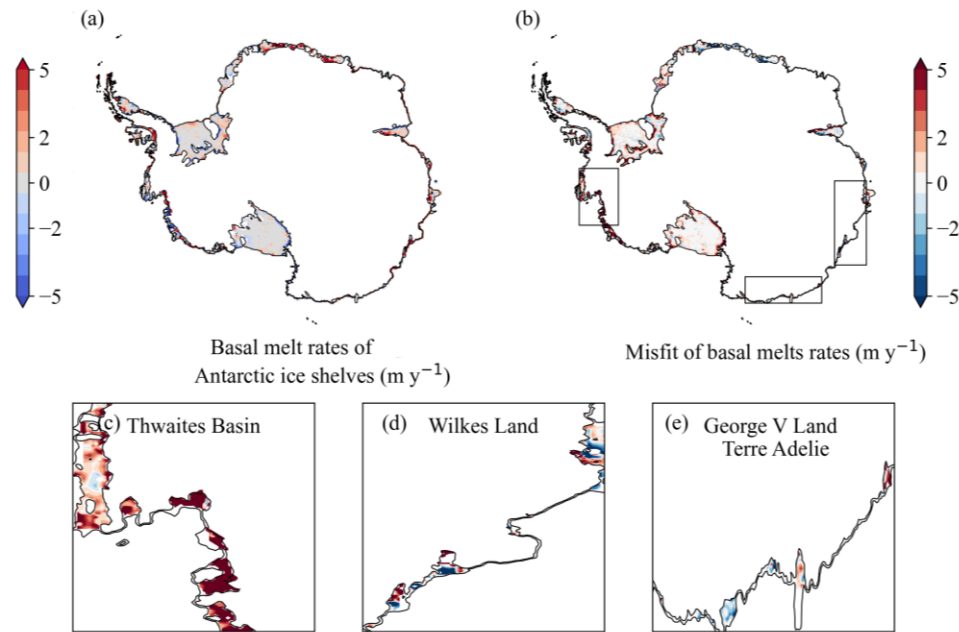 (a)
(b)
5
2
0
−2
−5
5
2
0
−2
−5
Basal melt rates of
Antarctic ice shelves (m y⁻¹)
Misfit of basal melts rates (m y⁻¹)
(c) Thwaites Basin
(d) Wilkes Land
(e) George V Land
Terre Adelie